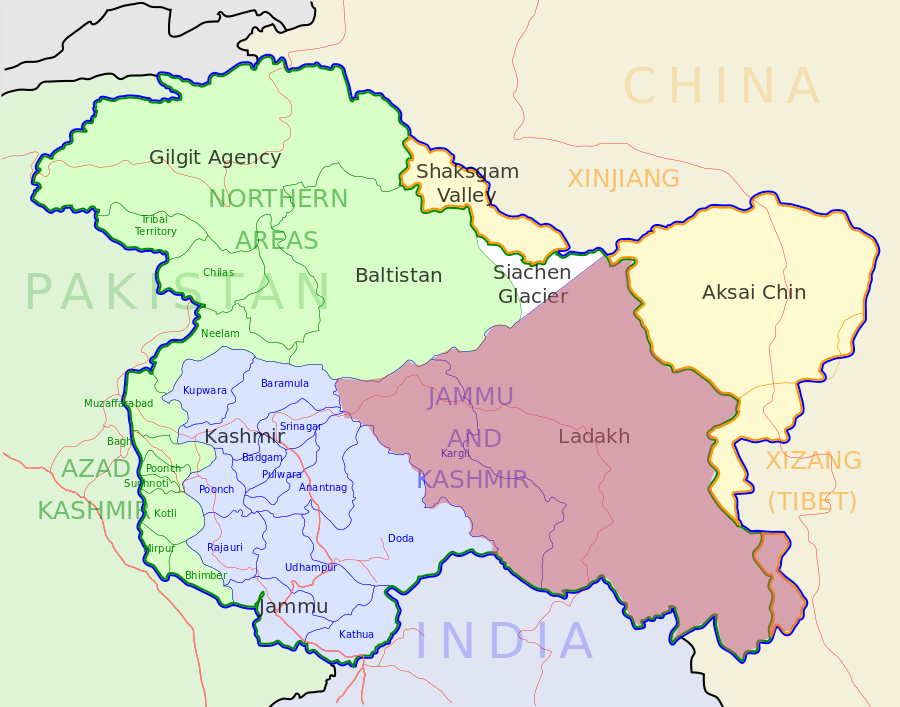 CHINA
Gilgit Agency
Shaksgam
Valley
XINJIANG
NORTHERN
AREAS
Tribal
Territory
Chilas
Baltistan
Siachen
Glacier
Aksai Chin
PAKISTAN
Neelam
Kupwara
Baramula
Muzaffarabad
JAMMU
AND
KASHMIR
Kashmir
Srinagar
Ladakh
Bagh
Badgam
Kargil
AZAD
KASHMIR
Poonch
Pulwara
XIZANG
(TIBET)
Sudhnoti
Poonch
Anantnag
Kotli
Doda
Mirpur
Rajauri
Bhimber
Udhampur
Jammu
Kathua
INDIA